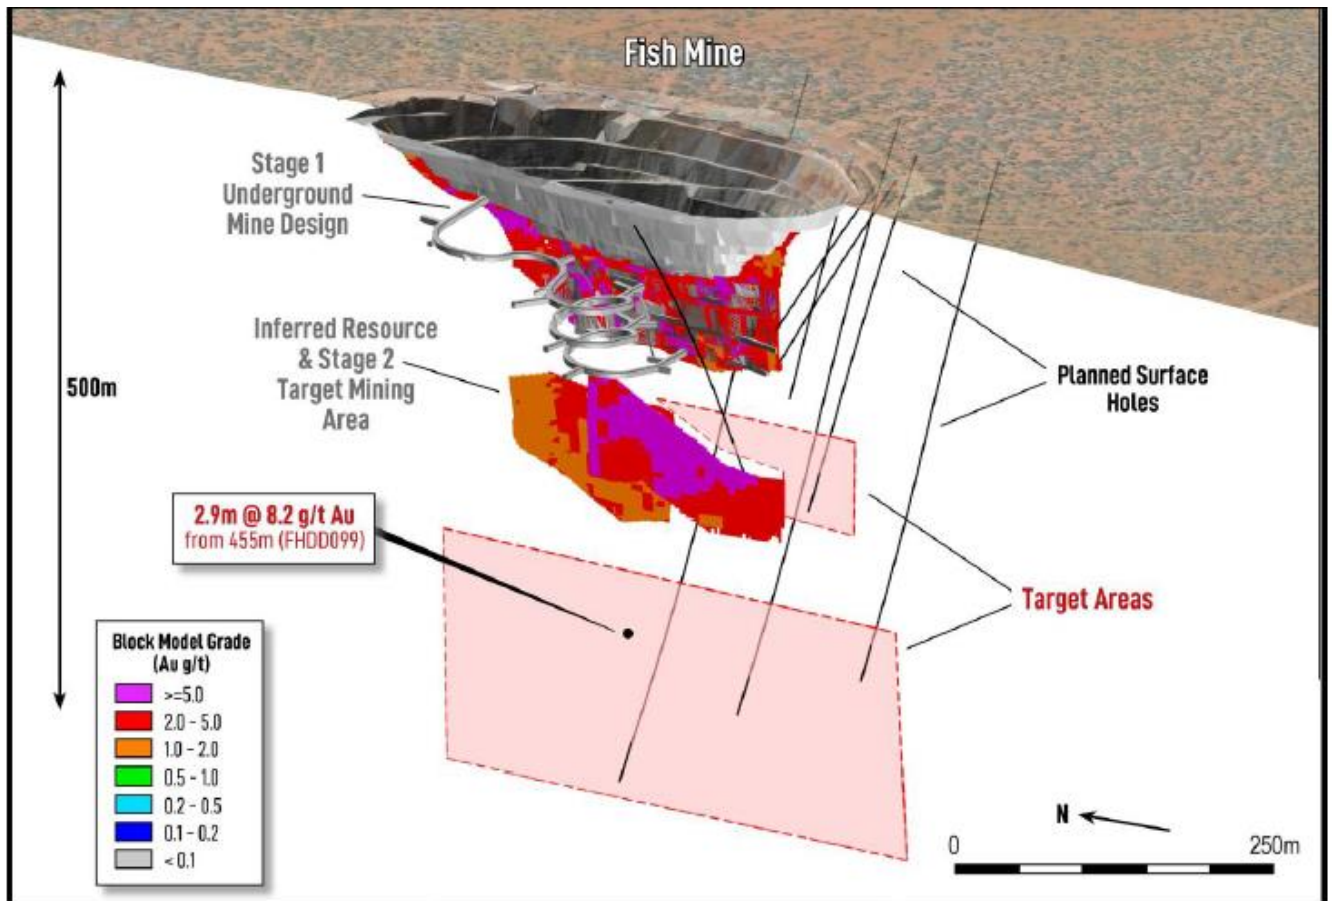 Fish Mine
Stage 1
Underground
Mine Design
Inferred Resource
& Stage 2
Target Mining
Area
500m
Planned Surface
Holes
2.9m @ 8.2 g/t Au
from 455m (FHDD099)
Target Areas
Block Model Grade
(Au g/t)
>=5.0
2.0 - 5.0
1.0 - 2.0
0.5 - 1.0
0.2 - 0.5
0.1 - 0.2
< 0.1
N
0 250m